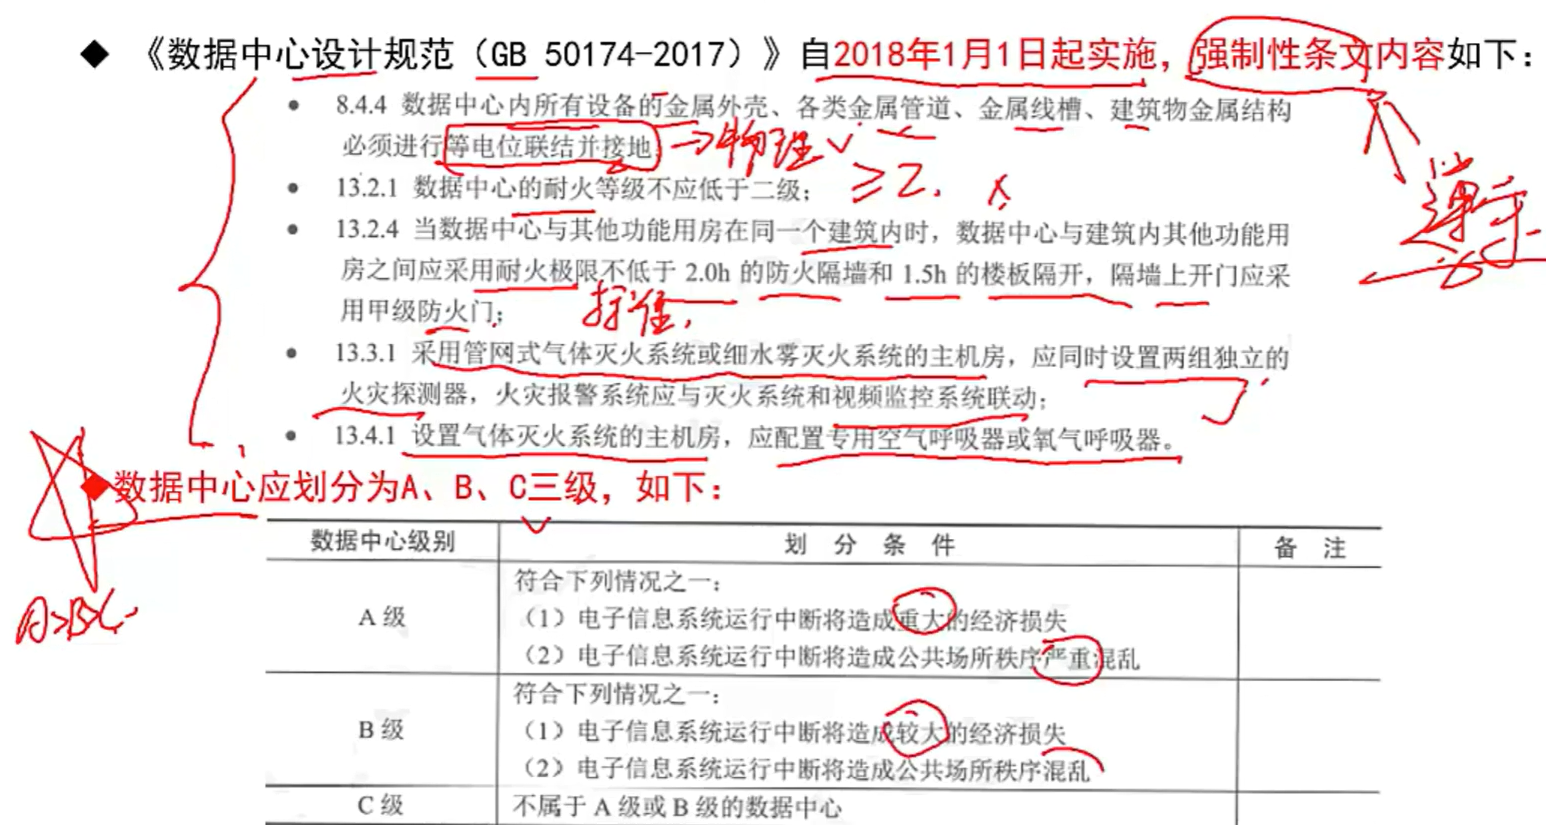 ◆ 《数据中心设计规范（GB 50174-2017）》自2018年1月1日起实施，强制性条文内容如下：
• 8.4.4 数据中心内所有设备的金属外壳、各类金属管道、金属线槽、建筑物金属结构
必须进行等电位联结并接地；
→物理
• 13.2.1 数据中心的耐火等级不应低于二级；
≥2.
• 13.2.4 当数据中心与其他功能用房在同一个建筑内时，数据中心与建筑内其他功能用
房之间应采用耐火极限不低于 2.0h 的防火隔墙和 1.5h 的楼板隔开，隔墙上开门应采
用甲级防火门；
• 13.3.1 采用管网式气体灭火系统或细水雾灭火系统的主机房，应同时设置两组独立的
火灾探测器，火灾报警系统应与灭火系统和视频监控系统联动；
• 13.4.1 设置气体灭火系统的主机房，应配置专用空气呼吸器或氧气呼吸器。
◆数据中心应划分为A、B、C三级，如下：
A>B>C.
数据中心级别 划 分 条 件 备 注
A 级
符合下列情况之一：
（1）电子信息系统运行中断将造成重大的经济损失
（2）电子信息系统运行中断将造成公共场所秩序严重混乱
B 级
符合下列情况之一：
（1）电子信息系统运行中断将造成较大的经济损失
（2）电子信息系统运行中断将造成公共场所秩序混乱
C 级 不属于 A 级或 B 级的数据中心